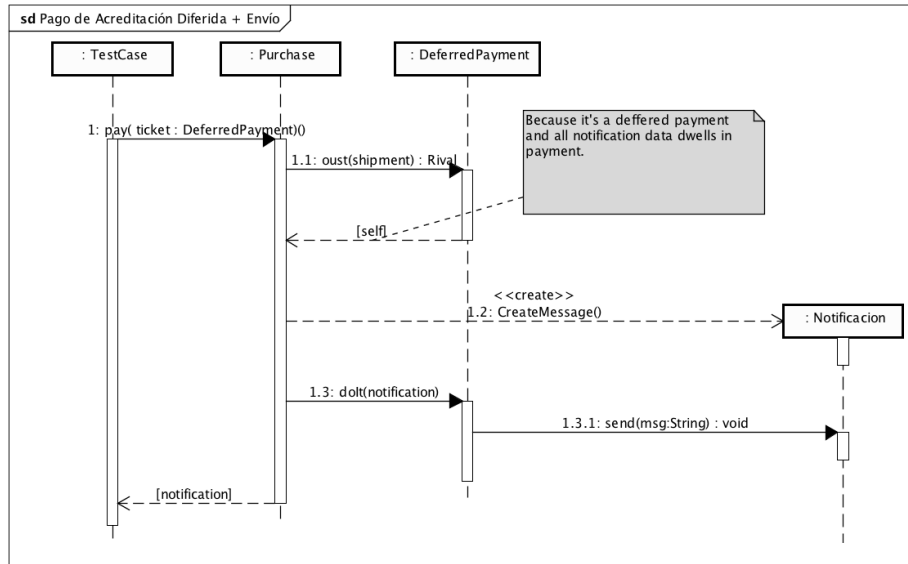 sd Pago de Acreditación Diferida + Envío
: TestCase
: Purchase
: DeferredPayment
1: pay( ticket : DeferredPayment)()
Because it's a deffered payment
and all notification data dwells in
payment.
1.1: oust(shipment) : Rival
[self]
<<create>>
1.2: CreateMessage()
: Notificacion
1.3: doIt(notification)
1.3.1: send(msg:String) : void
[notification]